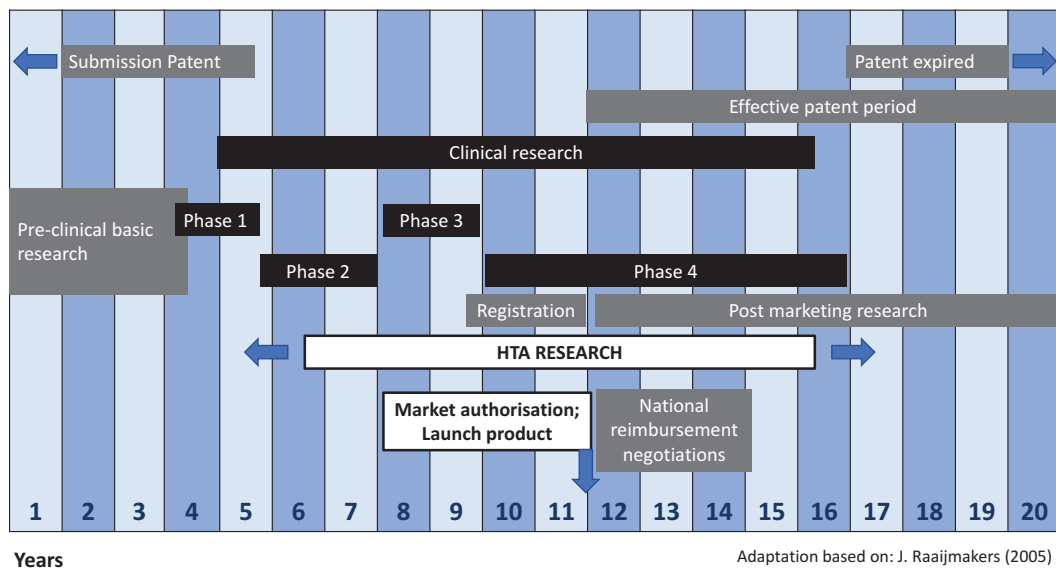 Submission Patent
Patent expired
Effective patent period
Clinical research
Pre-clinical basic
research
Phase 1
Phase 3
Phase 2
Phase 4
Registration
Post marketing research
HTA RESEARCH
Market authorisation;
Launch product
National
reimbursement
negotiations
1 2 3 4 5 6 7 8 9 10 11 12 13 14 15 16 17 18 19 20
Years
Adaptation based on: J. Raaijmakers (2005)